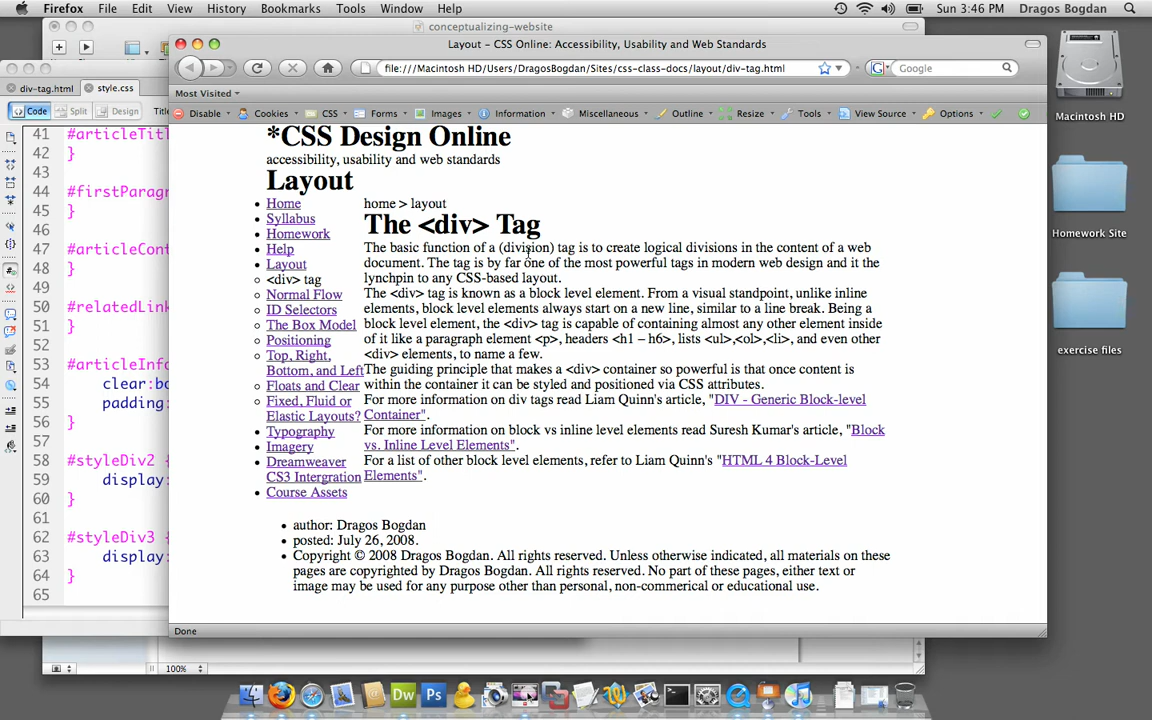 Firefox File Edit View History Bookmarks Tools Window Help Sun 3:46 PM Dragos Bogdan
conceptualizing-website
Layout – CSS Online: Accessibility, Usability and Web Standards
file:///Macintosh HD/Users/DragosBogdan/Sites/css-class-docs/layout/div-tag.html
Google
Most Visited
Disable Cookies CSS Forms Images Information Miscellaneous Outline Resize Tools View Source Options
div-tag.html style.css
Code Split Design Title
41 #articleTitl
42 }
43
44 #firstParagr
45 }
46
47 #articleCont
48 }
49
50 #relatedLink
51 }
52
53 #articleInfo
54 clear:bo
55 padding:
56 }
57
58 #styleDiv2 {
59 display:
60 }
61
62 #styleDiv3 {
63 display:
64 }
65
*CSS Design Online
accessibility, usability and web standards
Layout
Home
Syllabus
Homework
Help
Layout
<div> tag
Normal Flow
ID Selectors
The Box Model
Positioning
Top, Right,
Bottom, and Left
Floats and Clear
Fixed, Fluid or
Elastic Layouts?
Typography
Imagery
Dreamweaver
CS3 Intergration
Course Assets
home > layout
The <div> Tag
The basic function of a (division) tag is to create logical divisions in the content of a web
document. The tag is by far one of the most powerful tags in modern web design and it the
lynchpin to any CSS-based layout.
The <div> tag is known as a block level element. From a visual standpoint, unlike inline
elements, block level elements always start on a new line, similar to a line break. Being a
block level element, the <div> tag is capable of containing almost any other element inside
of it like a paragraph element <p>, headers <h1 – h6>, lists <ul>,<ol>,<li>, and even other
<div> elements, to name a few.
The guiding principle that makes a <div> container so powerful is that once content is
within the container it can be styled and positioned via CSS attributes.
For more information on div tags read Liam Quinn's article, "DIV - Generic Block-level
Container".
For more information on block vs inline level elements read Suresh Kumar's article, "Block
vs. Inline Level Elements".
For a list of other block level elements, refer to Liam Quinn's "HTML 4 Block-Level
Elements".
author: Dragos Bogdan
posted: July 26, 2008.
Copyright © 2008 Dragos Bogdan. All rights reserved. Unless otherwise indicated, all materials on these
pages are copyrighted by Dragos Bogdan. All rights reserved. No part of these pages, either text or
image may be used for any purpose other than personal, non-commerical or educational use.
Done
100%
Macintosh HD
Homework Site
exercise files
Dw
Ps